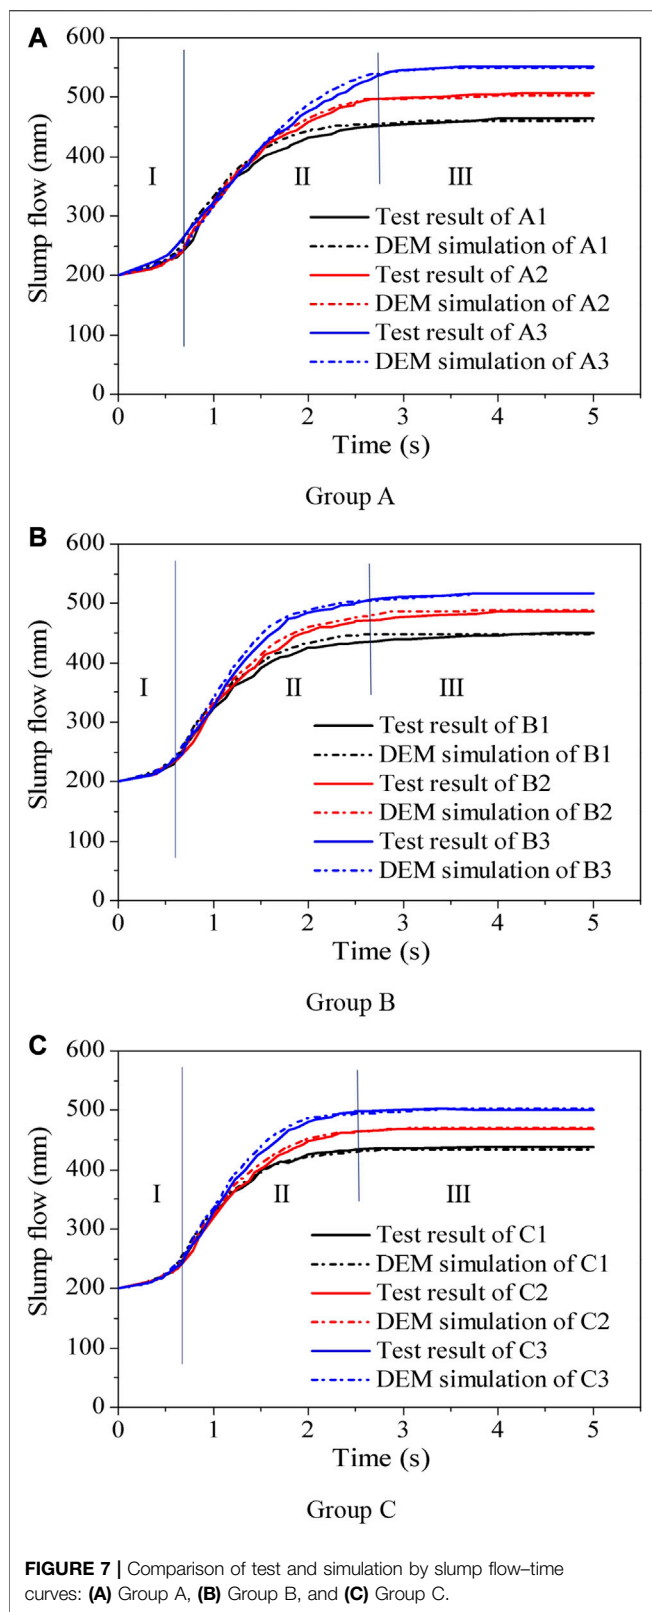 A
600
500
400
300
200
100
0
Slump flow (mm)
I
II
III
Test result of A1
DEM simulation of A1
Test result of A2
DEM simulation of A2
Test result of A3
DEM simulation of A3
0 1 2 3 4 5
Time (s)
Group A
B
600
500
400
300
200
100
0
Slump flow (mm)
I
II
III
Test result of B1
DEM simulation of B1
Test result of B2
DEM simulation of B2
Test result of B3
DEM simulation of B3
0 1 2 3 4 5
Time (s)
Group B
C
600
500
400
300
200
100
0
Slump flow (mm)
I
II
III
Test result of C1
DEM simulation of C1
Test result of C2
DEM simulation of C2
Test result of C3
DEM simulation of C3
0 1 2 3 4 5
Time (s)
Group C
FIGURE 7 | Comparison of test and simulation by slump flow–time
curves: (A) Group A, (B) Group B, and (C) Group C.